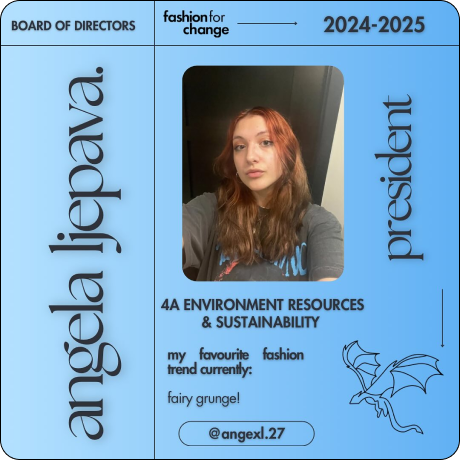 BOARD OF DIRECTORS
fashion for
change
2024-2025
angela ljepava.
president
4A ENVIRONMENT RESOURCES
& SUSTAINABILITY
my favourite fashion
trend currently:
fairy grunge!
@angexl.27